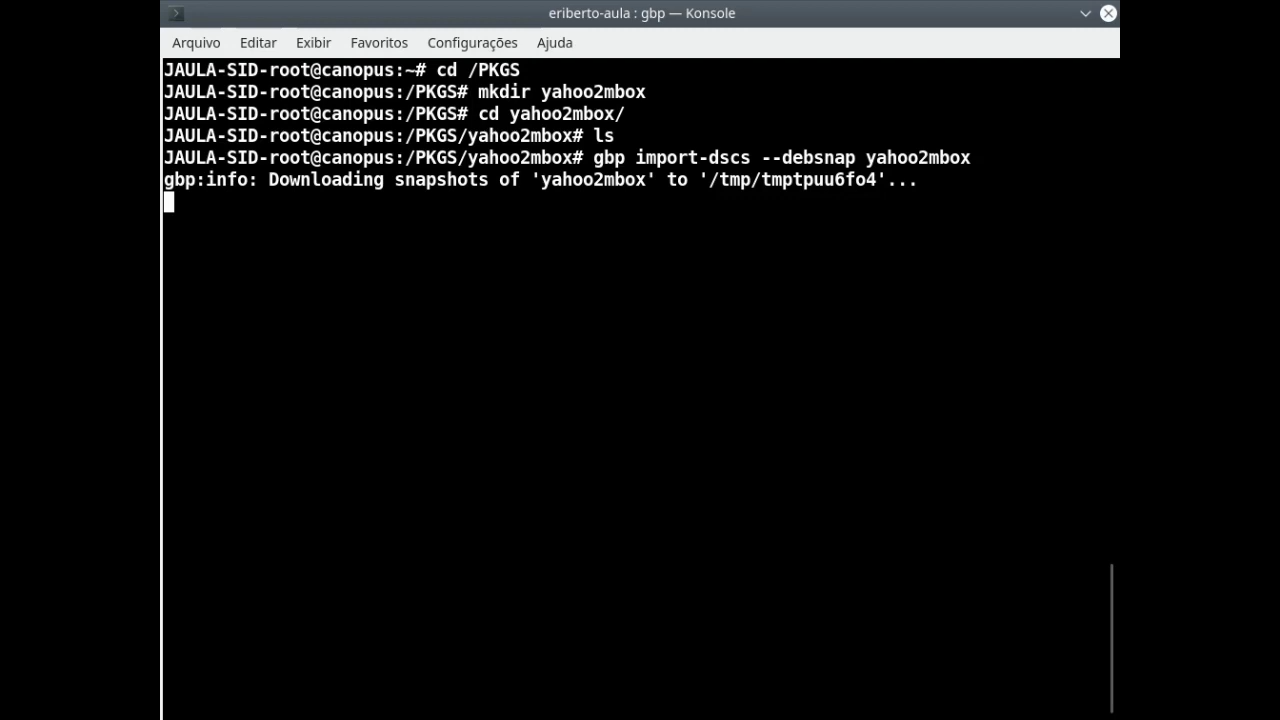 eriberto-aula : gbp — Konsole
Arquivo Editar Exibir Favoritos Configurações Ajuda
JAULA-SID-root@canopus:~# cd /PKGS
JAULA-SID-root@canopus:/PKGS# mkdir yahoo2mbox
JAULA-SID-root@canopus:/PKGS# cd yahoo2mbox/
JAULA-SID-root@canopus:/PKGS/yahoo2mbox# ls
JAULA-SID-root@canopus:/PKGS/yahoo2mbox# gbp import-dscs --debsnap yahoo2mbox
gbp:info: Downloading snapshots of 'yahoo2mbox' to '/tmp/tmptpuu6fo4'...